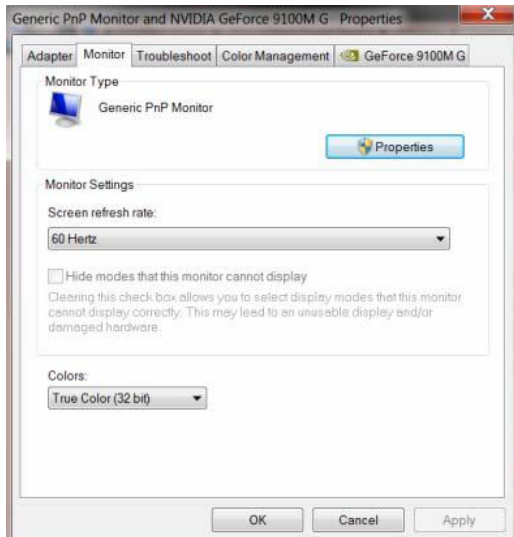 Generic PnP Monitor and NVIDIA GeForce 9100M G Properties
Adapter Monitor Troubleshoot Color Management GeForce 9100M G
Monitor Type
Generic PnP Monitor
Properties
Monitor Settings
Screen refresh rate:
60 Hertz
Hide modes that this monitor cannot display
Clearing this check box allows you to select display modes that this monitor
cannot display correctly. This may lead to an unusable display and/or
damaged hardware.
Colors:
True Color (32 bit)
OK Cancel Apply